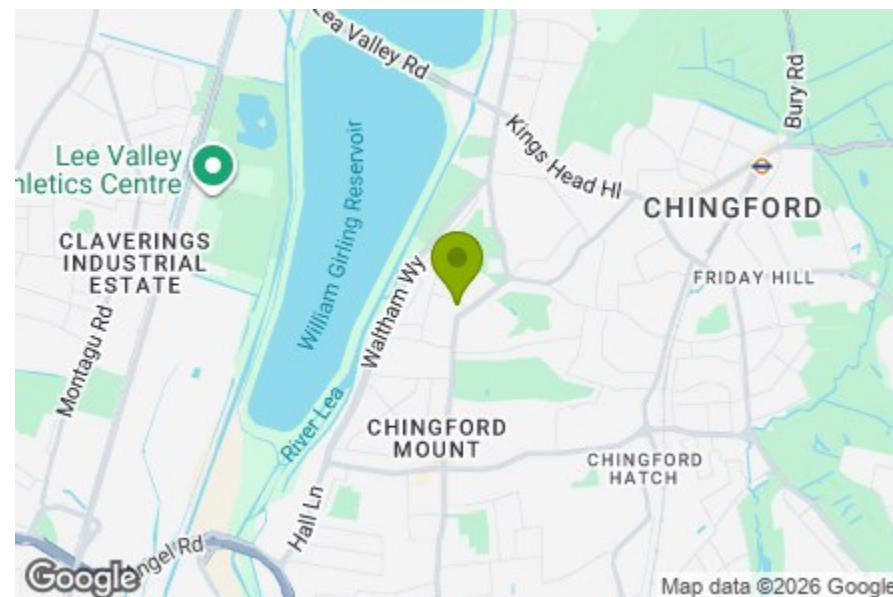 Lea Valley Rd
Bury Rd
Kings Head Hl
Lee Valley
hletics Centre
CHINGFORD
CLAVERINGS
INDUSTRIAL
ESTATE
William Girling Reservoir
Waltham Wy
FRIDAY HILL
Montagu Rd
River Lea
CHINGFORD
MOUNT
CHINGFORD
HATCH
Hall Ln
Angel Rd
Google
Map data ©2026 Google